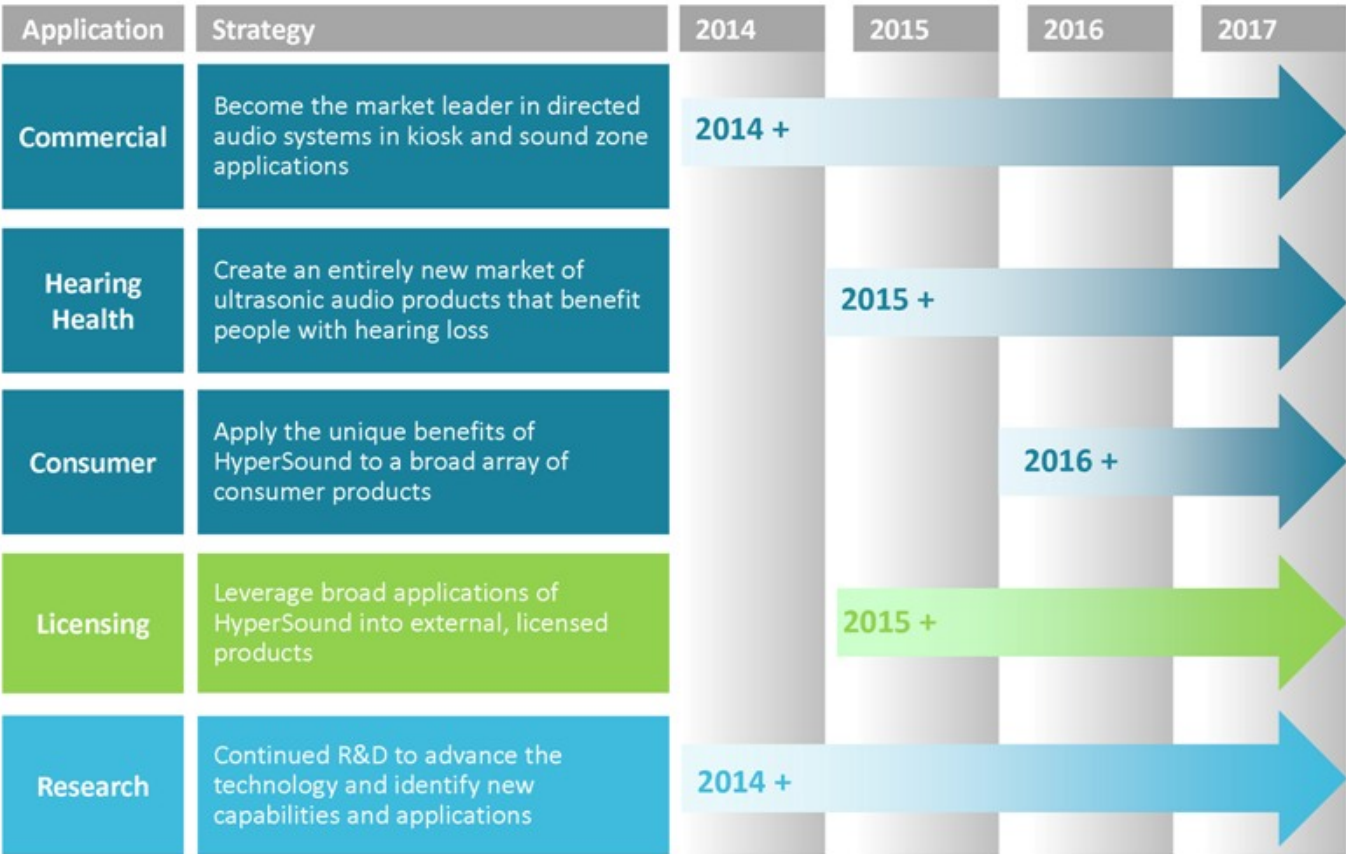 Application Strategy 2014 2015 2016 2017
Commercial
Become the market leader in directed
audio systems in kiosk and sound zone
applications
2014 +
Hearing
Health
Create an entirely new market of
ultrasonic audio products that benefit
people with hearing loss
2015 +
Consumer
Apply the unique benefits of
HyperSound to a broad array of
consumer products
2016 +
Licensing
Leverage broad applications of
HyperSound into external, licensed
products
2015 +
Research
Continued R&D to advance the
technology and identify new
capabilities and applications
2014 +